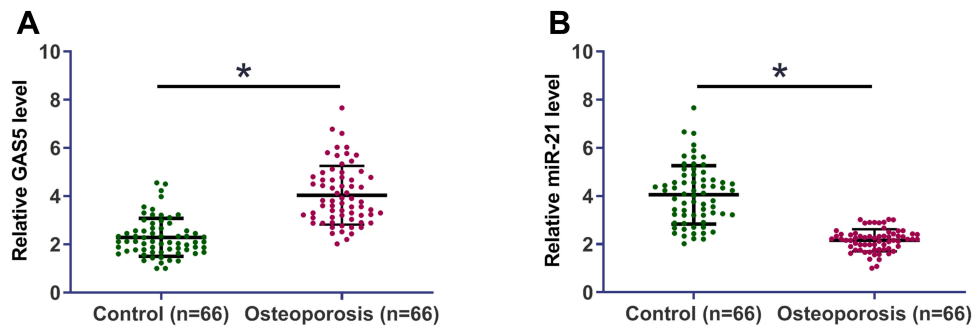 A
Relative GAS5 level
10
8
6
4
2
0
*
Control (n=66) Osteoporosis (n=66)
B
Relative miR-21 level
10
8
6
4
2
0
*
Control (n=66) Osteoporosis (n=66)